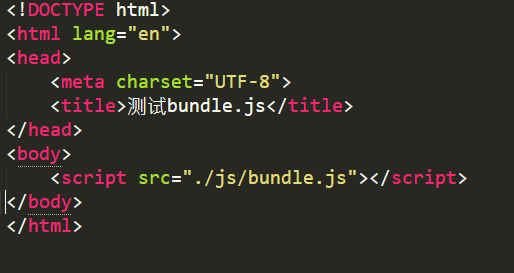 <!DOCTYPE html>
<html lang="en">
<head>
    <meta charset="UTF-8">
    <title>测试bundle.js</title>
</head>
<body>
    <script src="./js/bundle.js"></script>
</body>
</html>